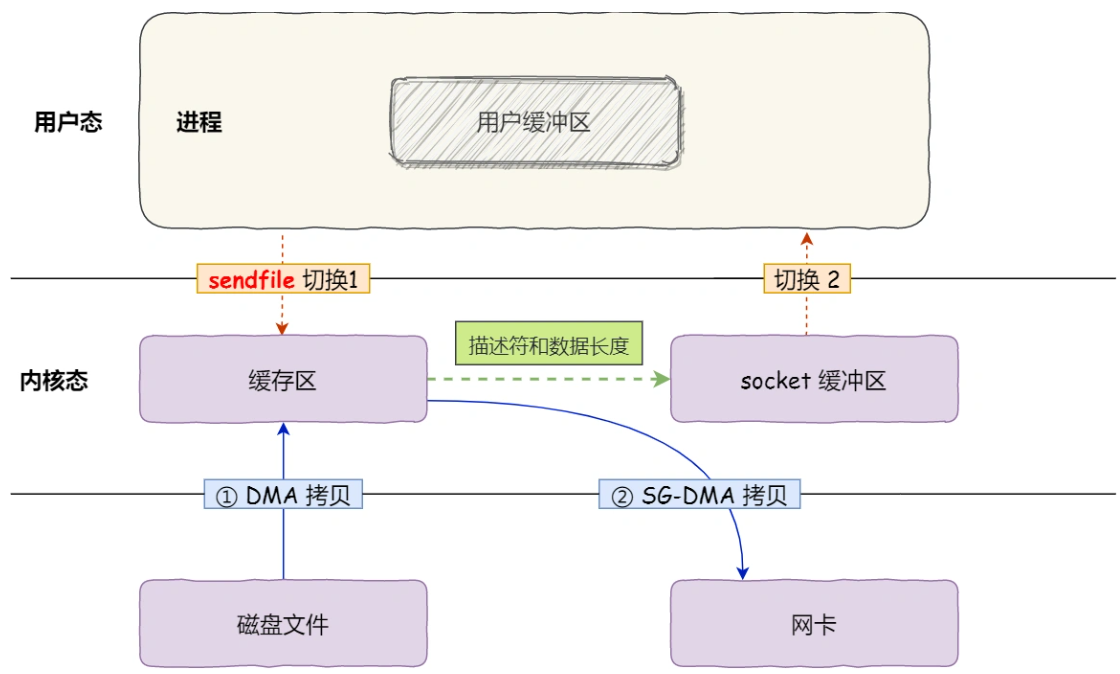 用户态
进程
用户缓冲区
sendfile 切换1
切换 2
描述符和数据长度
内核态
缓存区
socket 缓冲区
① DMA 拷贝
② SG-DMA 拷贝
磁盘文件
网卡